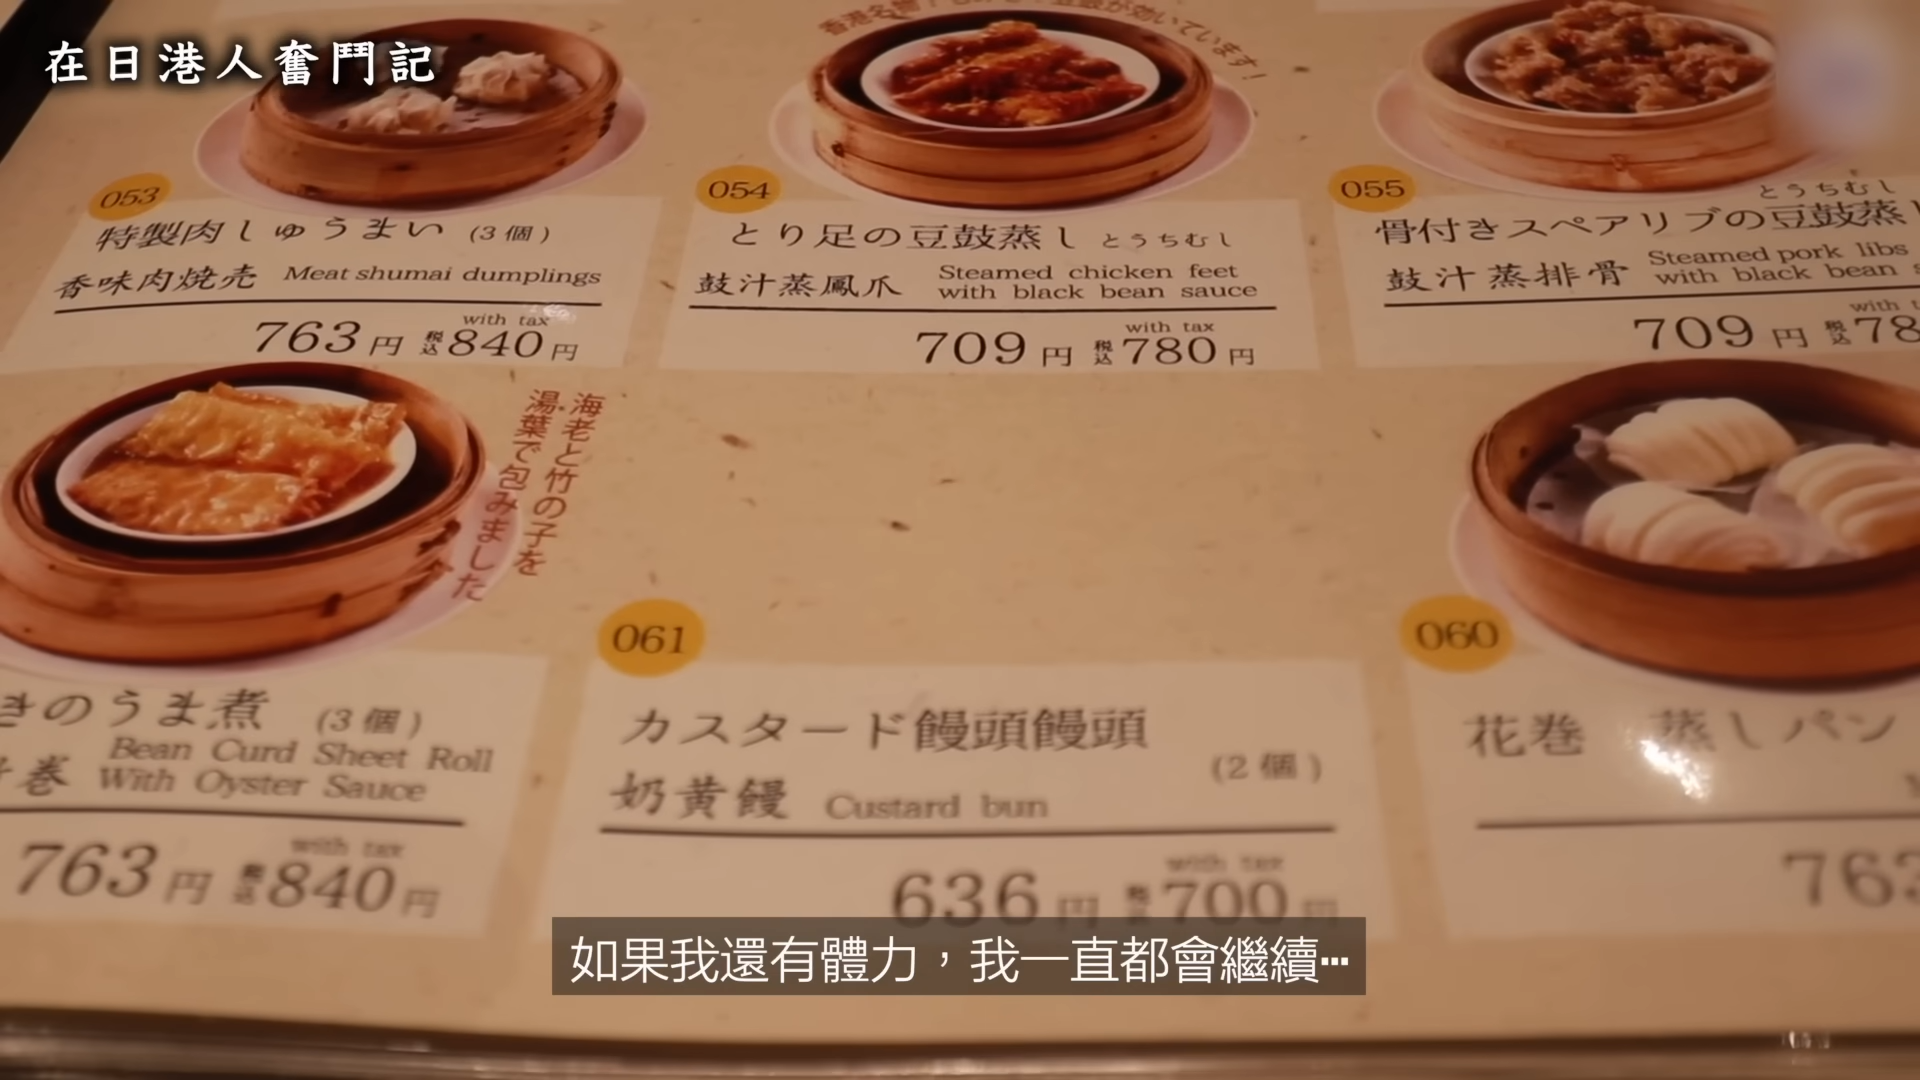 在日港人奮鬥記
053
特製肉しゅうまい (3個)
香味肉焼売 Meat shumai dumplings
763円 税込 with tax 840円
054
とり足の豆鼓蒸し とうちむし
鼓汁蒸鳳爪 Steamed chicken feet
with black bean sauce
709円 税込 with tax 780円
055
とうちむし
骨付きスペアリブの豆鼓蒸し
鼓汁蒸排骨 Steamed pork libs
with black bean
709円 税込 with 78
海老と竹の子を
湯葉で包みました
きのうま煮 (3個)
巻 Bean Curd Sheet Roll
With Oyster Sauce
763円 税込 with tax 840円
061
カスタード饅頭饅頭
(2個)
奶黄饅 Custard bun
636円 税込 with tax 700円
060
花巻 蒸しパン
763
如果我還有體力，我一直都會繼續…